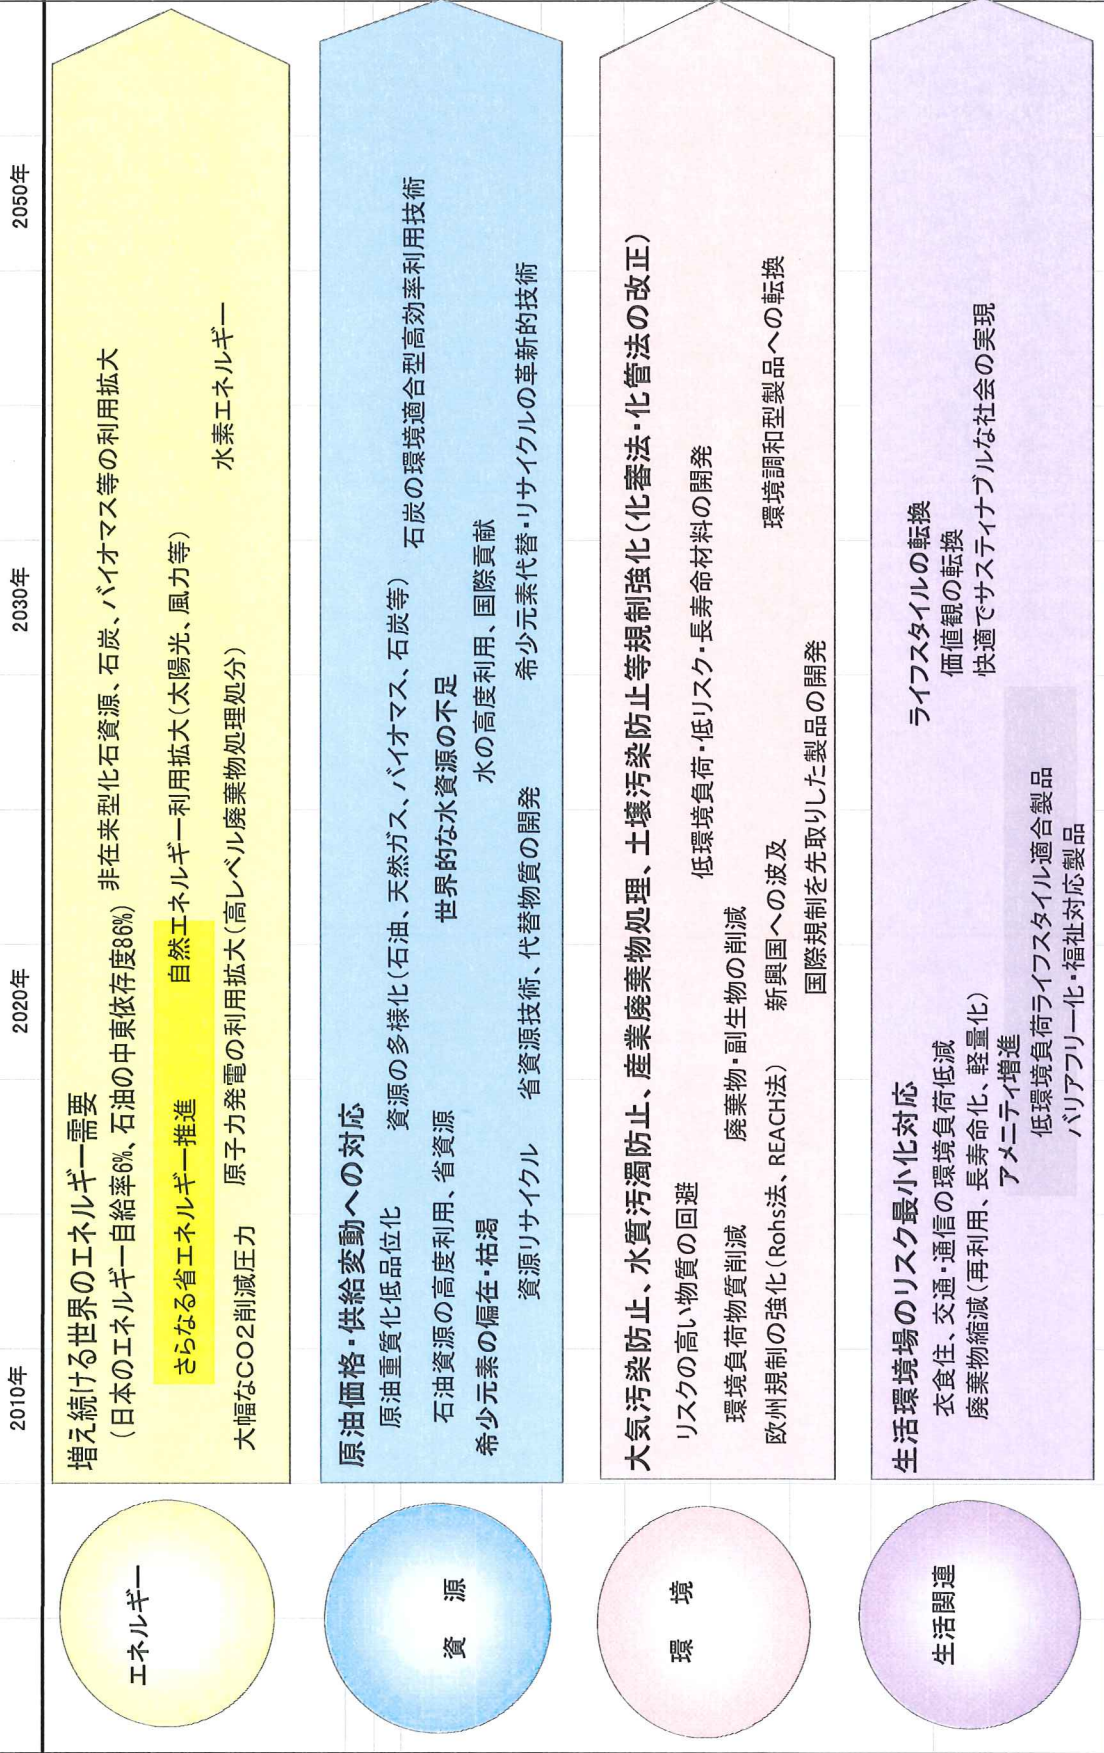 2010年 2020年 2030年 2050年
エネルギー
増え続ける世界のエネルギー需要
(日本のエネルギー自給率6%、石油の中東依存度86%) 非在来型化石資源、石炭、バイオマス等の利用拡大
さらなる省エネルギー推進 自然エネルギー利用拡大(太陽光、風力等)
大幅なCO2削減圧力 原子力発電の利用拡大(高レベル廃棄物処理処分) 水素エネルギー
資 源
原油価格・供給変動への対応
原油重質化低品位化 資源の多様化(石油、天然ガス、バイオマス、石炭等) 石炭の環境適合型高効率利用技術
石油資源の高度利用、省資源 世界的な水資源の不足
希少元素の偏在・枯渇 水の高度利用、国際貢献
資源リサイクル 省資源技術、代替物質の開発 希少元素代替・リサイクルの革新的技術
環 境
大気汚染防止、水質汚濁防止、産業廃棄物処理、土壌汚染防止等規制強化(化審法・化管法の改正)
リスクの高い物質の回避 低環境負荷・低リスク・長寿命材料の開発
環境負荷物質削減 廃棄物・副生物の削減
欧州規制の強化(Rohs法、REACH法) 新興国への波及 環境調和型製品への転換
国際規制を先取りした製品の開発
生活関連
生活環境場のリスク最小化対応 ライフスタイルの転換
衣食住、交通・通信の環境負荷低減 価値観の転換
廃棄物縮減(再利用、長寿命化、軽量化) 快適でサスティナブルな社会の実現
アメニティ増進
低環境負荷ライフスタイル適合製品
バリアフリー化・福祉対応製品